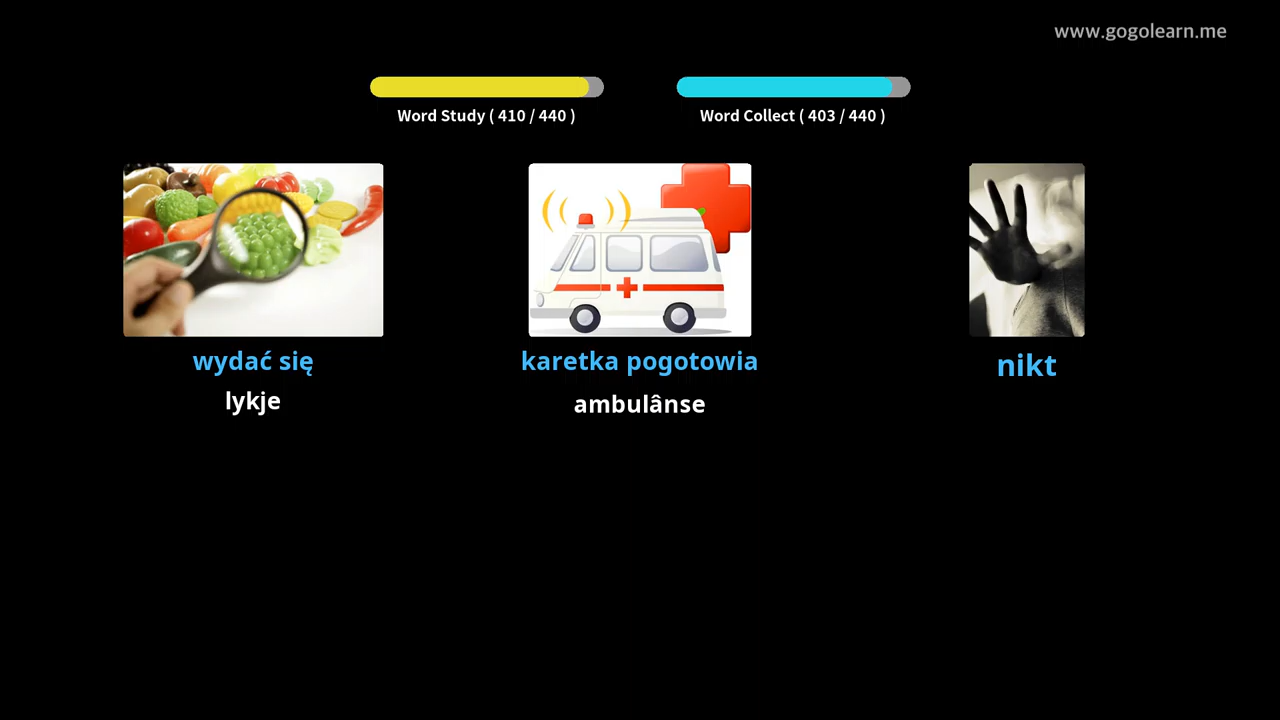 www.gogolearn.me
Word Study ( 410 / 440 )
Word Collect ( 403 / 440 )
wydać się
lykje
karetka pogotowia
ambulânse
nikt